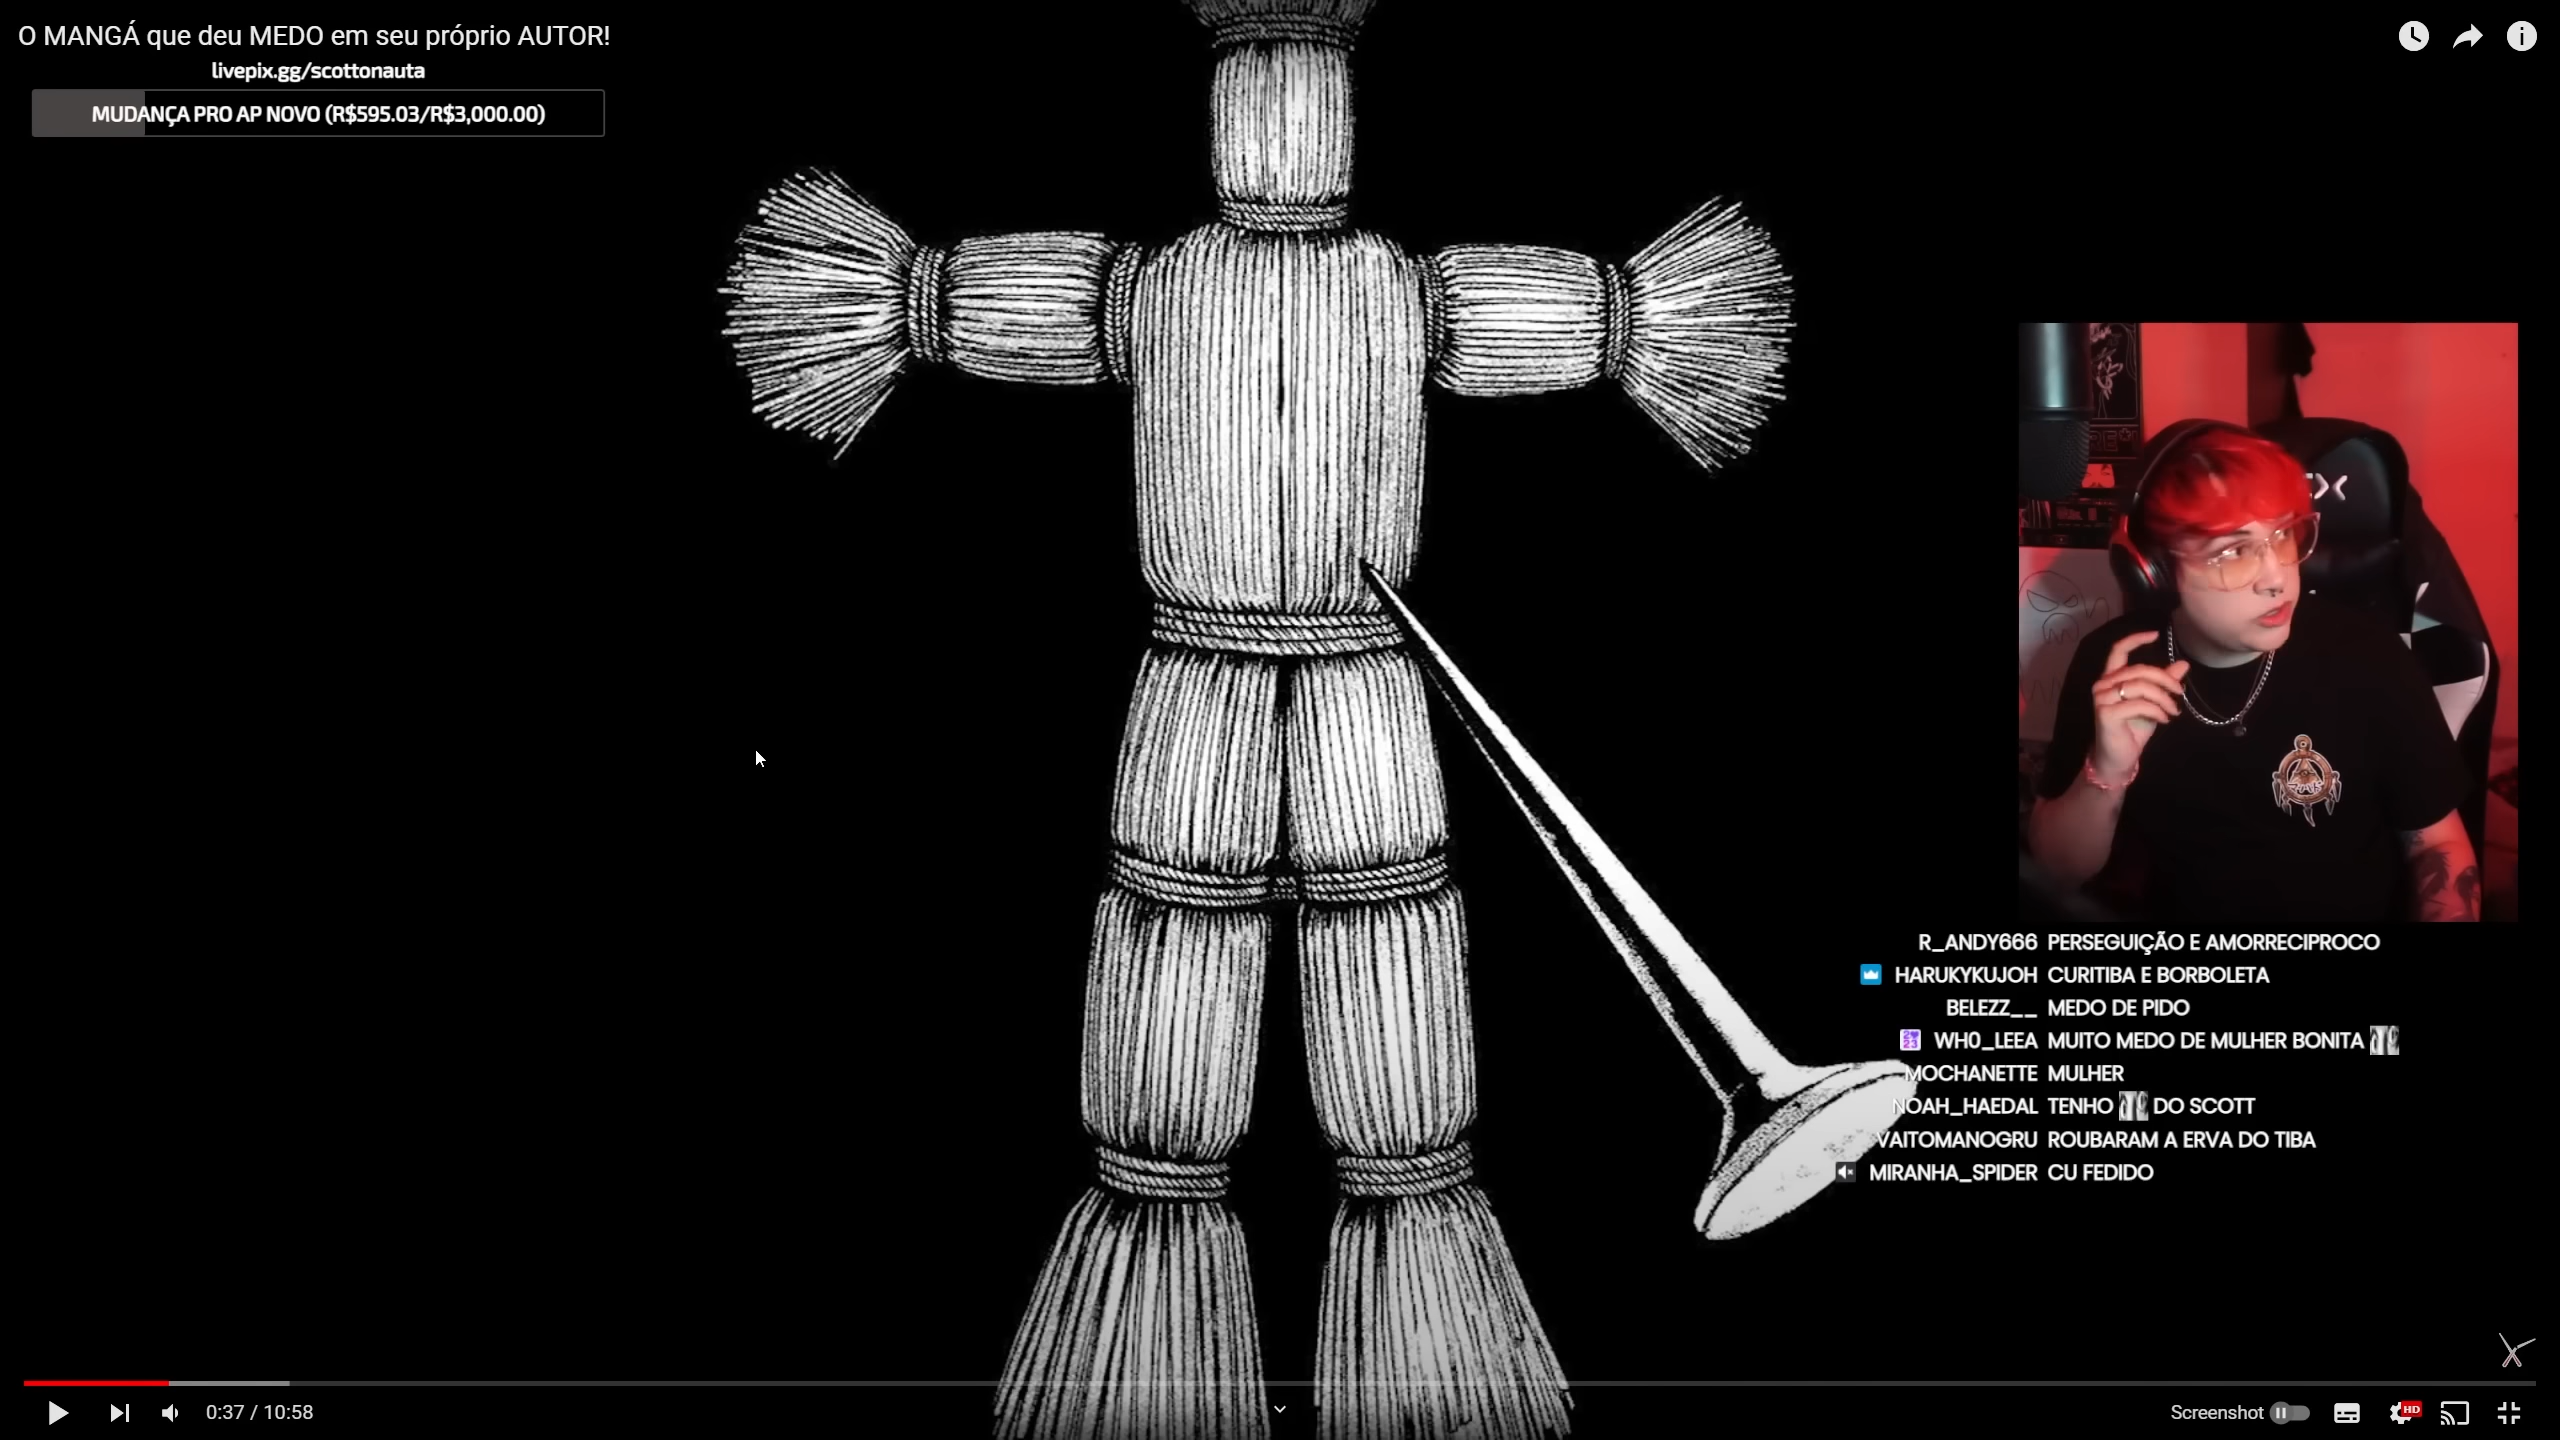 O MANGÁ que deu MEDO em seu próprio AUTOR!
livepix.gg/scottonauta
MUDANÇA PRO AP NOVO (R$595.03/R$3,000.00)
R_ANDY666 PERSEGUIÇÃO E AMORRECIPROCO
HARUKYKUJOH CURITIBA E BORBOLETA
BELEZZ__ MEDO DE PIDO
WH0_LEEA MUITO MEDO DE MULHER BONITA
MOCHANETTE MULHER
NOAH_HAEDAL TENHO DO SCOTT
VAITOMANOGRU ROUBARAM A ERVA DO TIBA
MIRANHA_SPIDER CU FEDIDO
0:37 / 10:58
Screenshot
HD